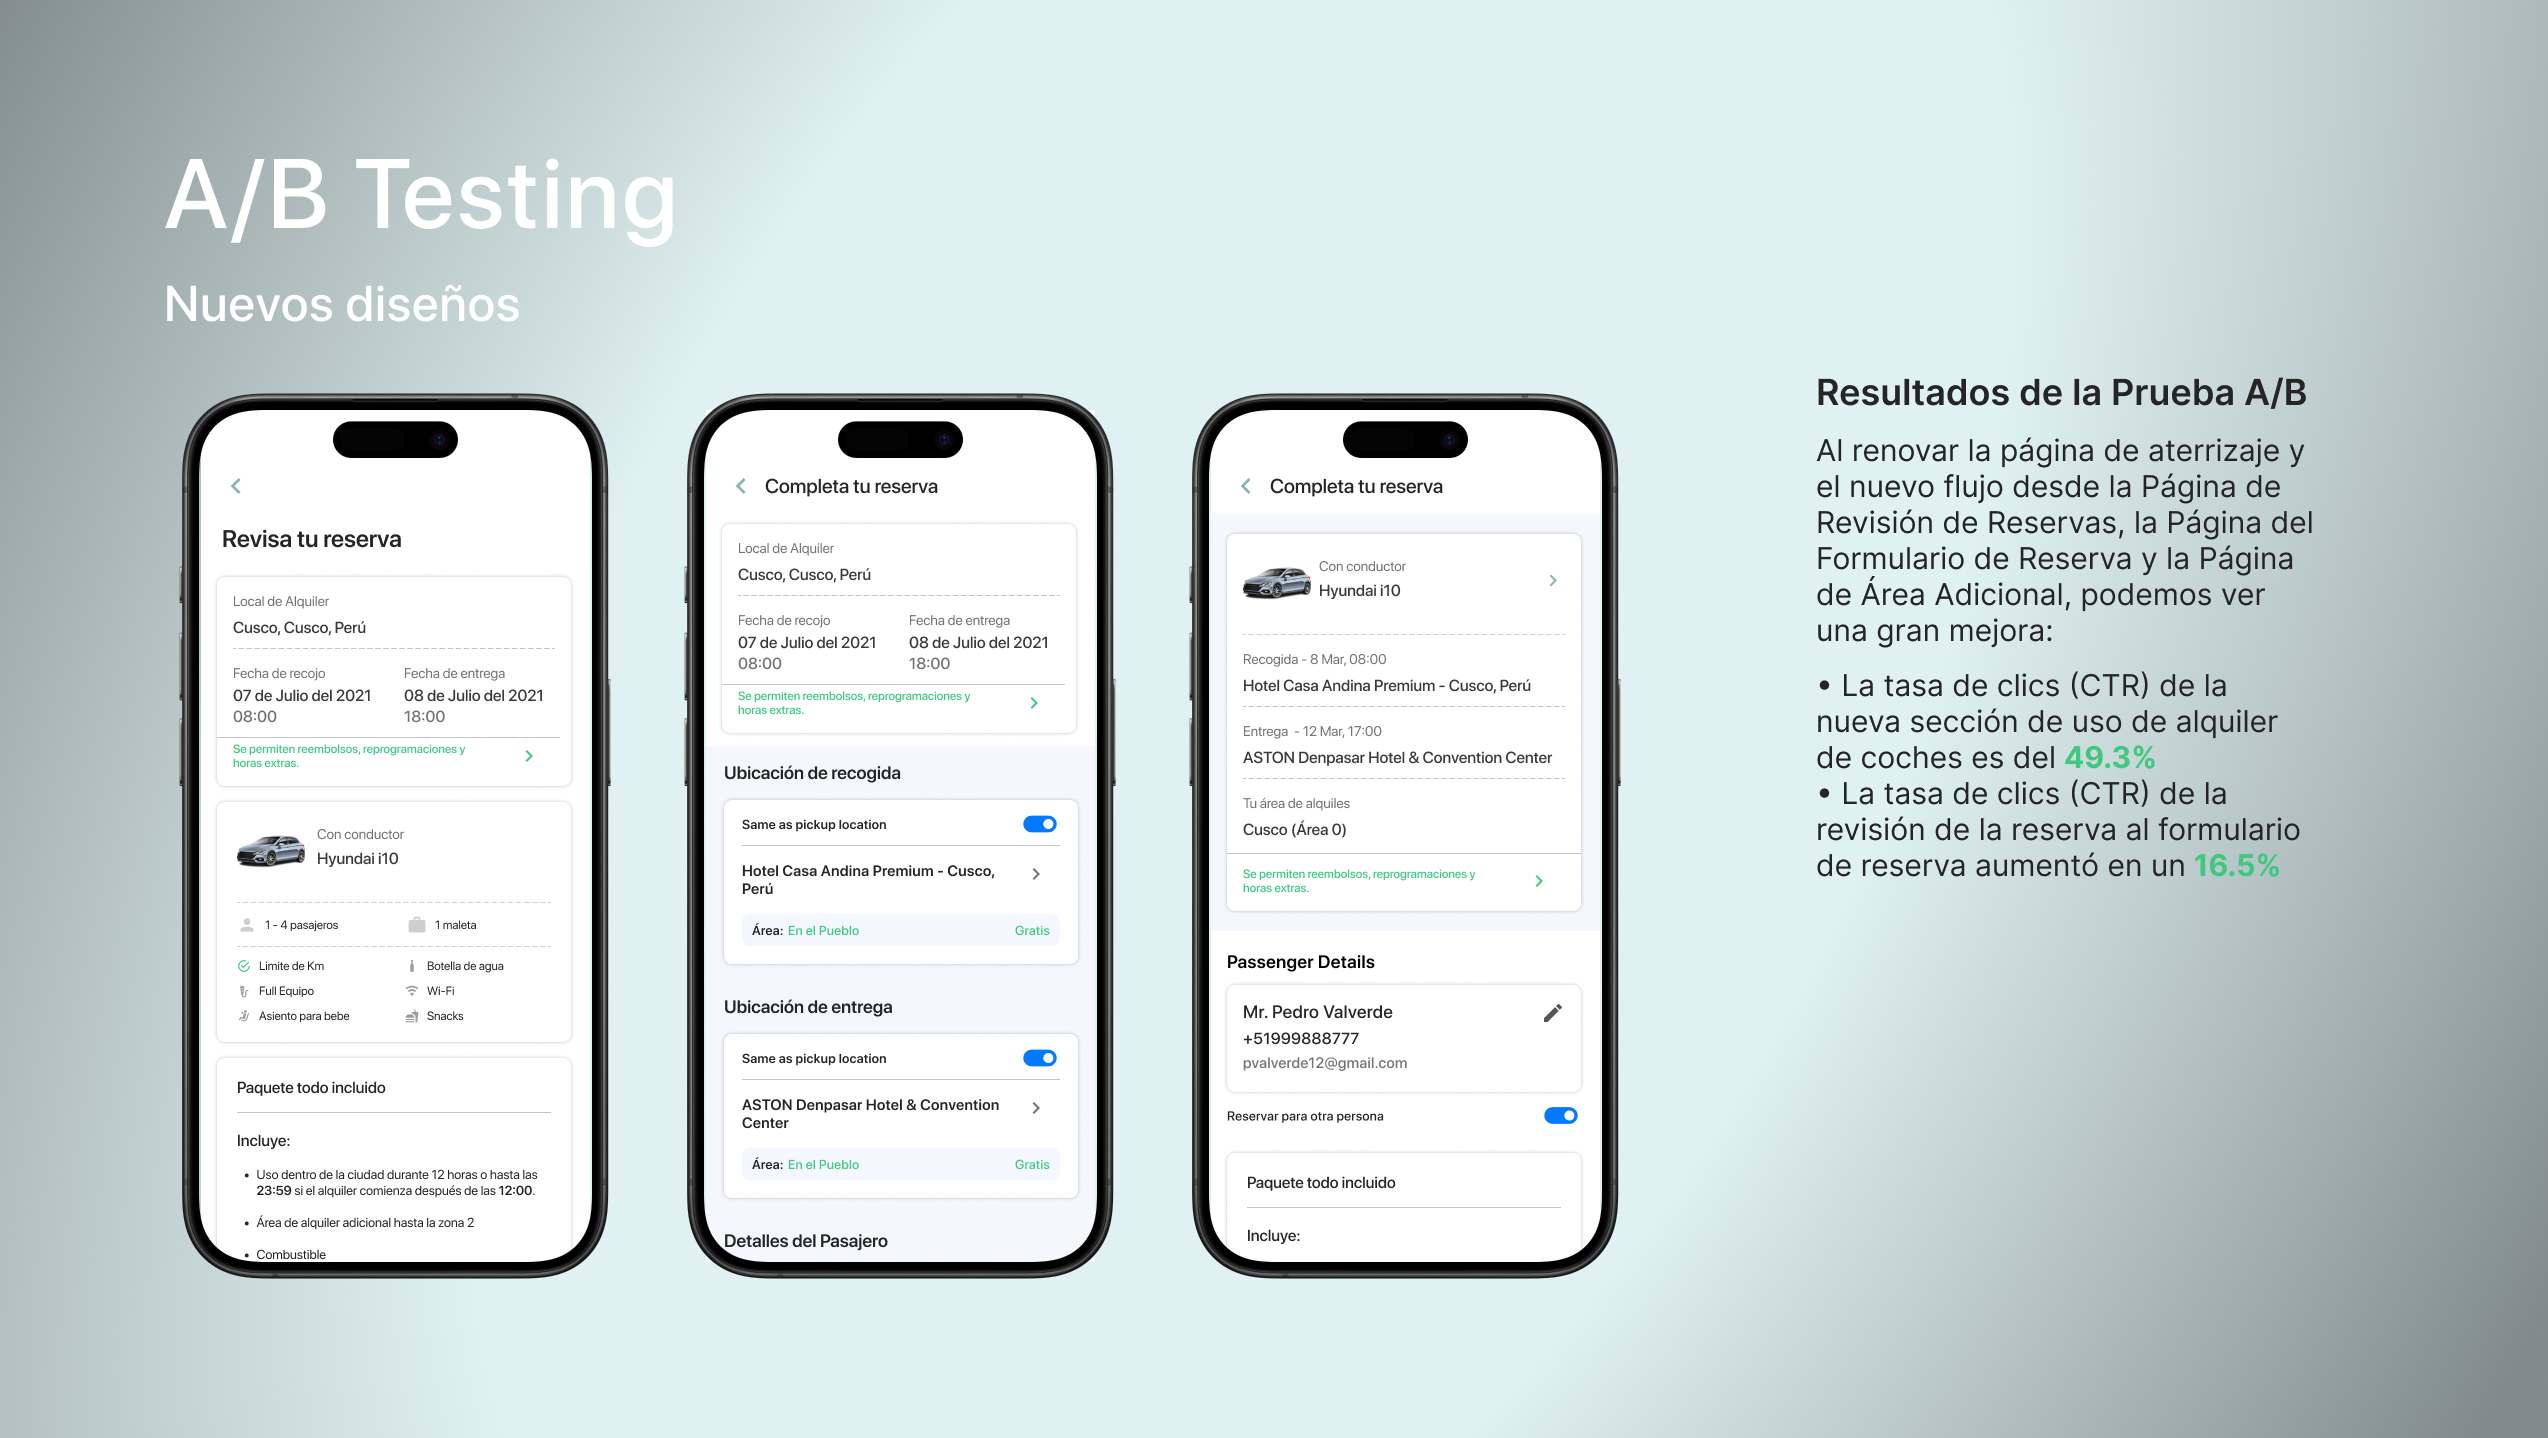 A/B Testing
Nuevos diseños
Revisa tu reserva
Local de Alquiler
Cusco, Cusco, Perú
Fecha de recojo
Fecha de entrega
07 de Julio del 2021
08 de Julio del 2021
08:00
18:00
Se permiten reembolsos, reprogramaciones y
horas extras.
Con conductor
Hyundai i10
1 - 4 pasajeros
1 maleta
Limite de Km
Botella de agua
Full Equipo
Wi-Fi
Asiento para bebe
Snacks
Paquete todo incluido
Incluye:
• Uso dentro de la ciudad durante 12 horas o hasta las
23:59 si el alquiler comienza después de las 12:00.
• Área de alquiler adicional hasta la zona 2
• Combustible
Completa tu reserva
Local de Alquiler
Cusco, Cusco, Perú
Fecha de recojo
Fecha de entrega
07 de Julio del 2021
08 de Julio del 2021
08:00
18:00
Se permiten reembolsos, reprogramaciones y
horas extras.
Ubicación de recogida
Same as pickup location
Hotel Casa Andina Premium - Cusco,
Perú
Área: En el Pueblo
Gratis
Ubicación de entrega
Same as pickup location
ASTON Denpasar Hotel & Convention
Center
Área: En el Pueblo
Gratis
Detalles del Pasajero
Completa tu reserva
Con conductor
Hyundai i10
Recogida - 8 Mar, 08:00
Hotel Casa Andina Premium - Cusco, Perú
Entrega - 12 Mar, 17:00
ASTON Denpasar Hotel & Convention Center
Tu área de alquiles
Cusco (Área 0)
Se permiten reembolsos, reprogramaciones y
horas extras.
Passenger Details
Mr. Pedro Valverde
+51999888777
pvalverde12@gmail.com
Reservar para otra persona
Paquete todo incluido
Incluye:
Resultados de la Prueba A/B
Al renovar la página de aterrizaje y
el nuevo flujo desde la Página de
Revisión de Reservas, la Página del
Formulario de Reserva y la Página
de Área Adicional, podemos ver
una gran mejora:
• La tasa de clics (CTR) de la
nueva sección de uso de alquiler
de coches es del 49.3%
• La tasa de clics (CTR) de la
revisión de la reserva al formulario
de reserva aumentó en un 16.5%